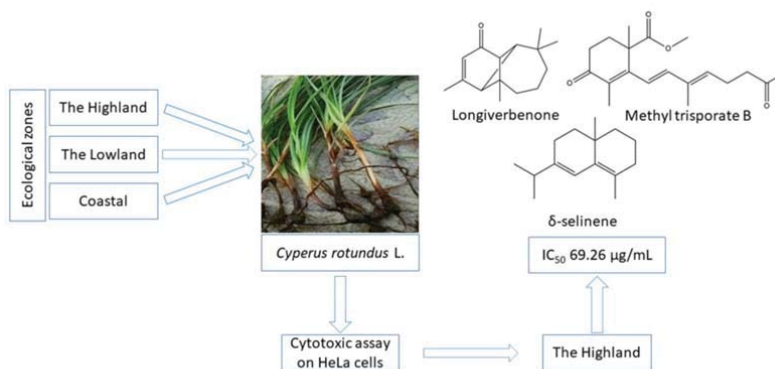 Ecological zones
The Highland
The Lowland
Coastal
Cyperus rotundus L.
Cytotoxic assay
on HeLa cells
The Highland
IC₅₀ 69.26 µg/mL
O
Longiverbenone
O
O
O
O
Methyl trisporate B
δ-selinene